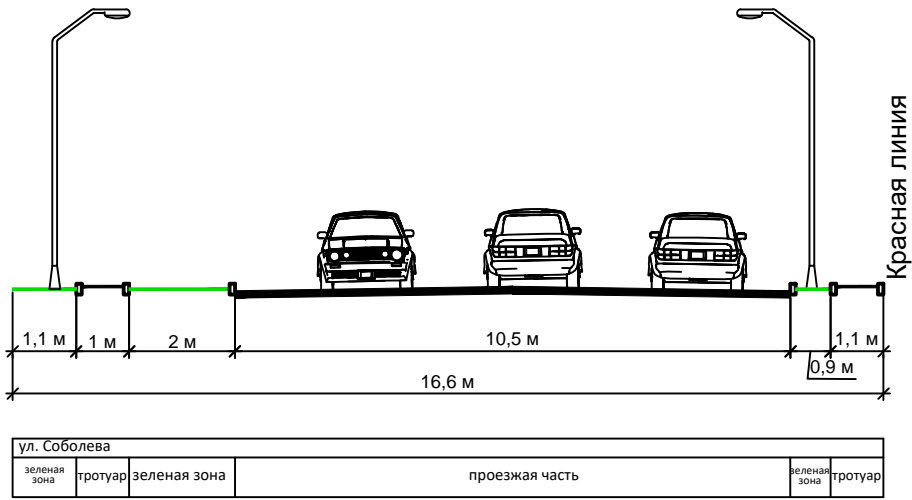 Красная линия
1,1 м
1 м
2 м
10,5 м
1,1 м
0,9 м
16,6 м
ул. Соболева
зеленая
зона
тротуар
зеленая зона
проезжая часть
зеленая
зона
тротуар